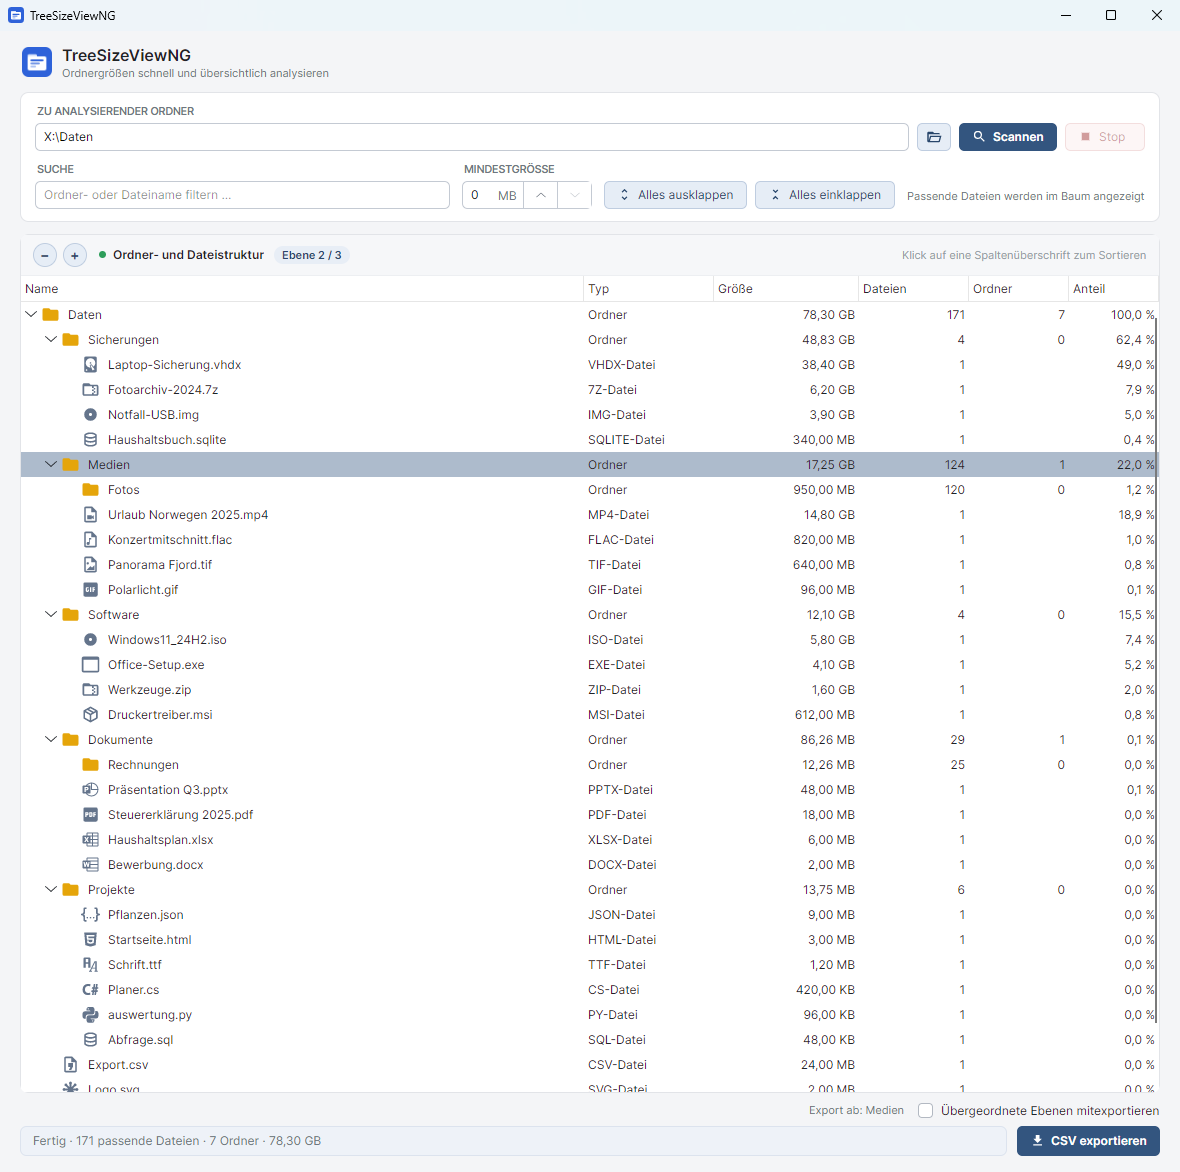 TreeSizeViewNG
TreeSizeViewNG
Ordnergrößen schnell und übersichtlich analysieren
ZU ANALYSIERENDER ORDNER
X:\Daten
Scannen
Stop
SUCHE
MINDESTGRÖSSE
Ordner- oder Dateiname filtern ...
0 MB
Alles ausklappen
Alles einklappen
Passende Dateien werden im Baum angezeigt
Ordner- und Dateistruktur
Ebene 2 / 3
Klick auf eine Spaltenüberschrift zum Sortieren
Name Typ Größe Dateien Ordner Anteil
Daten Ordner 78,30 GB 171 7 100,0 %
Sicherungen Ordner 48,83 GB 4 0 62,4 %
Laptop-Sicherung.vhdx VHDX-Datei 38,40 GB 1 49,0 %
Fotoarchiv-2024.7z 7Z-Datei 6,20 GB 1 7,9 %
Notfall-USB.img IMG-Datei 3,90 GB 1 5,0 %
Haushaltsbuch.sqlite SQLITE-Datei 340,00 MB 1 0,4 %
Medien Ordner 17,25 GB 124 1 22,0 %
Fotos Ordner 950,00 MB 120 0 1,2 %
Urlaub Norwegen 2025.mp4 MP4-Datei 14,80 GB 1 18,9 %
Konzertmitschnitt.flac FLAC-Datei 820,00 MB 1 1,0 %
Panorama Fjord.tif TIF-Datei 640,00 MB 1 0,8 %
GIF Polarlicht.gif GIF-Datei 96,00 MB 1 0,1 %
Software Ordner 12,10 GB 4 0 15,5 %
Windows11_24H2.iso ISO-Datei 5,80 GB 1 7,4 %
Office-Setup.exe EXE-Datei 4,10 GB 1 5,2 %
Werkzeuge.zip ZIP-Datei 1,60 GB 1 2,0 %
Druckertreiber.msi MSI-Datei 612,00 MB 1 0,8 %
Dokumente Ordner 86,26 MB 29 1 0,1 %
Rechnungen Ordner 12,26 MB 25 0 0,0 %
Präsentation Q3.pptx PPTX-Datei 48,00 MB 1 0,1 %
PDF Steuererklärung 2025.pdf PDF-Datei 18,00 MB 1 0,0 %
Haushaltsplan.xlsx XLSX-Datei 6,00 MB 1 0,0 %
Bewerbung.docx DOCX-Datei 2,00 MB 1 0,0 %
Projekte Ordner 13,75 MB 6 0 0,0 %
{...} Pflanzen.json JSON-Datei 9,00 MB 1 0,0 %
Startseite.html HTML-Datei 3,00 MB 1 0,0 %
Schrift.ttf TTF-Datei 1,20 MB 1 0,0 %
C# Planer.cs CS-Datei 420,00 KB 1 0,0 %
auswertung.py PY-Datei 96,00 KB 1 0,0 %
Abfrage.sql SQL-Datei 48,00 KB 1 0,0 %
Export.csv CSV-Datei 24,00 MB 1 0,0 %
Logo.svg SVG-Datei 2,00 MB 1 0,0 %
Export ab: Medien
Übergeordnete Ebenen mitexportieren
Fertig · 171 passende Dateien · 7 Ordner · 78,30 GB
CSV exportieren